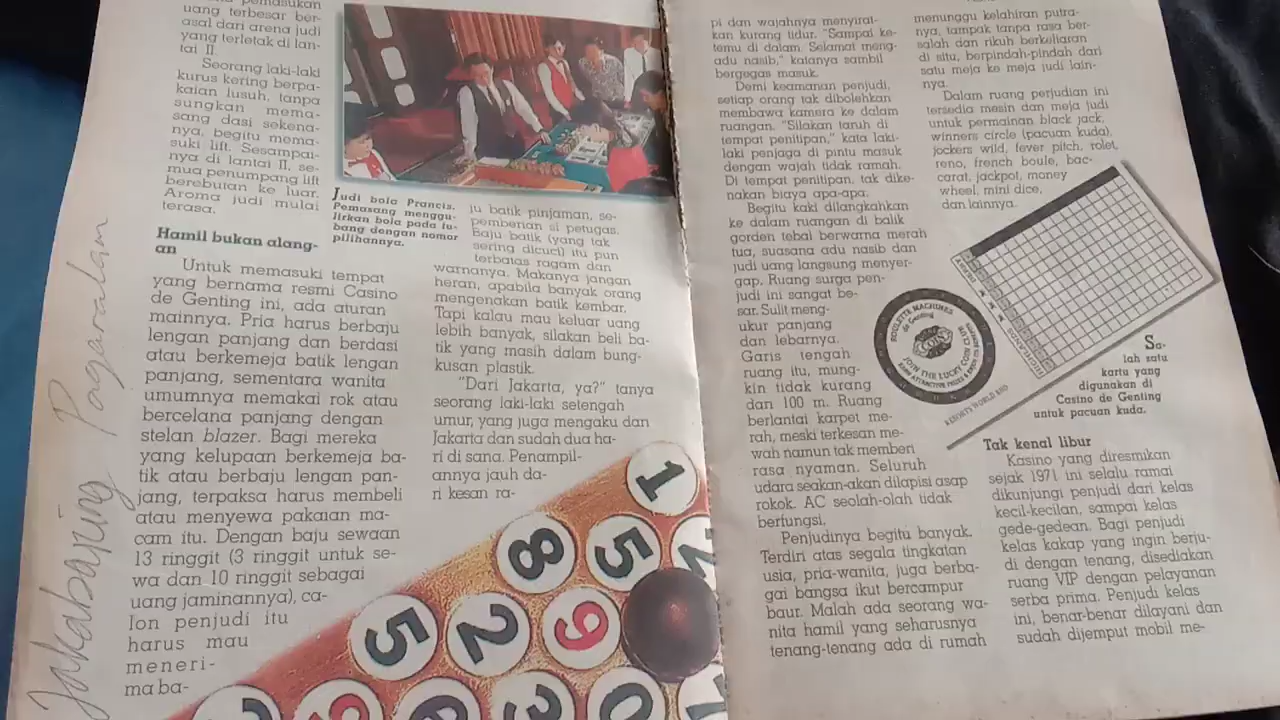 pemasukan
uang terbesar ber-
asal dari arena judi
yang terletak di lan-
tai II.
Seorang laki-laki
kurus kering berpa-
kaian lusuh, tanpa
sungkan mema-
sang dasi sekena-
nya, begitu mema-
suki lift. Sesampai-
nya di lantai II, se-
mua penumpang lift
berebutan ke luar.
Aroma judi mulai
terasa.
Hamil bukan alang-
an
Untuk memasuki tempat
yang bernama resmi Casino
de Genting ini, ada aturan
mainnya. Pria harus berbaju
lengan panjang dan berdasi
atau berkemeja batik lengan
panjang, sementara wanita
umumnya memakai rok atau
bercelana panjang dengan
stelan blazer. Bagi mereka
yang kelupaan berkemeja ba-
tik atau berbaju lengan pan-
jang, terpaksa harus membeli
atau menyewa pakaian ma-
cam itu. Dengan baju sewaan
13 ringgit (3 ringgit untuk se-
wa dan 10 ringgit sebagai
uang jaminannya), ca-
lon penjudi itu
harus mau
meneri-
ma ba-
Judi bola Prancis.
Pemasang menggu-
lirkan bola pada lu-
bang dengan nomor
pilihannya.
ju batik pinjaman, se-
pemberian si petugas.
Baju batik (yang tak
sering dicuci) itu pun
terbatas ragam dan
warnanya. Makanya jangan
heran, apabila banyak orang
mengenakan batik kembar.
Tapi kalau mau keluar uang
lebih banyak, silakan beli ba-
tik yang masih dalam bung-
kusan plastik.
"Dari Jakarta, ya?" tanya
seorang laki-laki setengah
umur, yang juga mengaku dari
Jakarta dan sudah dua ha-
ri di sana. Penampil-
annya jauh da-
ri kesan ra-
1
8
5
2
5
2
9
0
Jakabaping Pagaralam
pi dan wajahnya menyirat-
kan kurang tidur. "Sampai ke-
temu di dalam. Selamat meng-
adu nasib," katanya sambil
bergegas masuk.
Demi keamanan penjudi,
setiap orang tak dibolehkan
membawa kamera ke dalam
ruangan. "Silakan taruh di
tempat penitipan," kata laki-
laki penjaga di pintu masuk
dengan wajah tidak ramah.
Di tempat penitipan, tak dike-
nakan biaya apa-apa.
Begitu kaki dilangkahkan
ke dalam ruangan di balik
gorden tebal berwarna merah
tua, suasana adu nasib dan
judi uang langsung menyer-
gap. Ruang surga pen-
judi ini sangat be-
sar. Sulit meng-
ukur panjang
dan lebarnya.
Garis tengah
ruang itu, mung-
kin tidak kurang
dan 100 m. Ruang
berlantai karpet me-
rah, meski terkesan me-
wah namun tak memberi
rasa nyaman. Seluruh
udara seakan-akan dilapisi asap
rokok. AC seolah-olah tidak
berfungsi.
Penjudinya begitu banyak.
Terdiri atas segala tingkatan
usia, pria-wanita, juga berba-
gai bangsa ikut bercampur
baur. Malah ada seorang wa-
nita hamil yang seharusnya
tenang-tenang ada di rumah
menunggu kelahiran putra-
nya, tampak tanpa rasa ber-
salah dan rikuh berkeliaran
di situ, berpindah-pindah dari
satu meja ke meja judi lain-
nya.
Dalam ruang perjudian ini
tersedia mesin dan meja judi
untuk permainan black jack,
winners circle (pacuan kuda),
jockers wild, fever pitch, rolet,
reno, french boule, bac-
carat, jackpot, money
wheel, mini dice,
dan lainnya.
ROULETTE MACHINES
de Genting
JOIN THE LUCKY COIN CLUB
RESORTS WORLD BHD
Sa-
lah satu
kartu yang
digunakan di
Casino de Genting
untuk pacuan kuda.
Tak kenal libur
Kasino yang diresmikan
sejak 1971 ini selalu ramai
dikunjungi penjudi dari kelas
kecil-kecilan, sampai kelas
gede-gedean. Bagi penjudi
kelas kakap yang ingin berju-
di dengan tenang, disediakan
ruang VIP dengan pelayanan
serba prima. Penjudi kelas
ini, benar-benar dilayani dan
sudah dijemput mobil me-